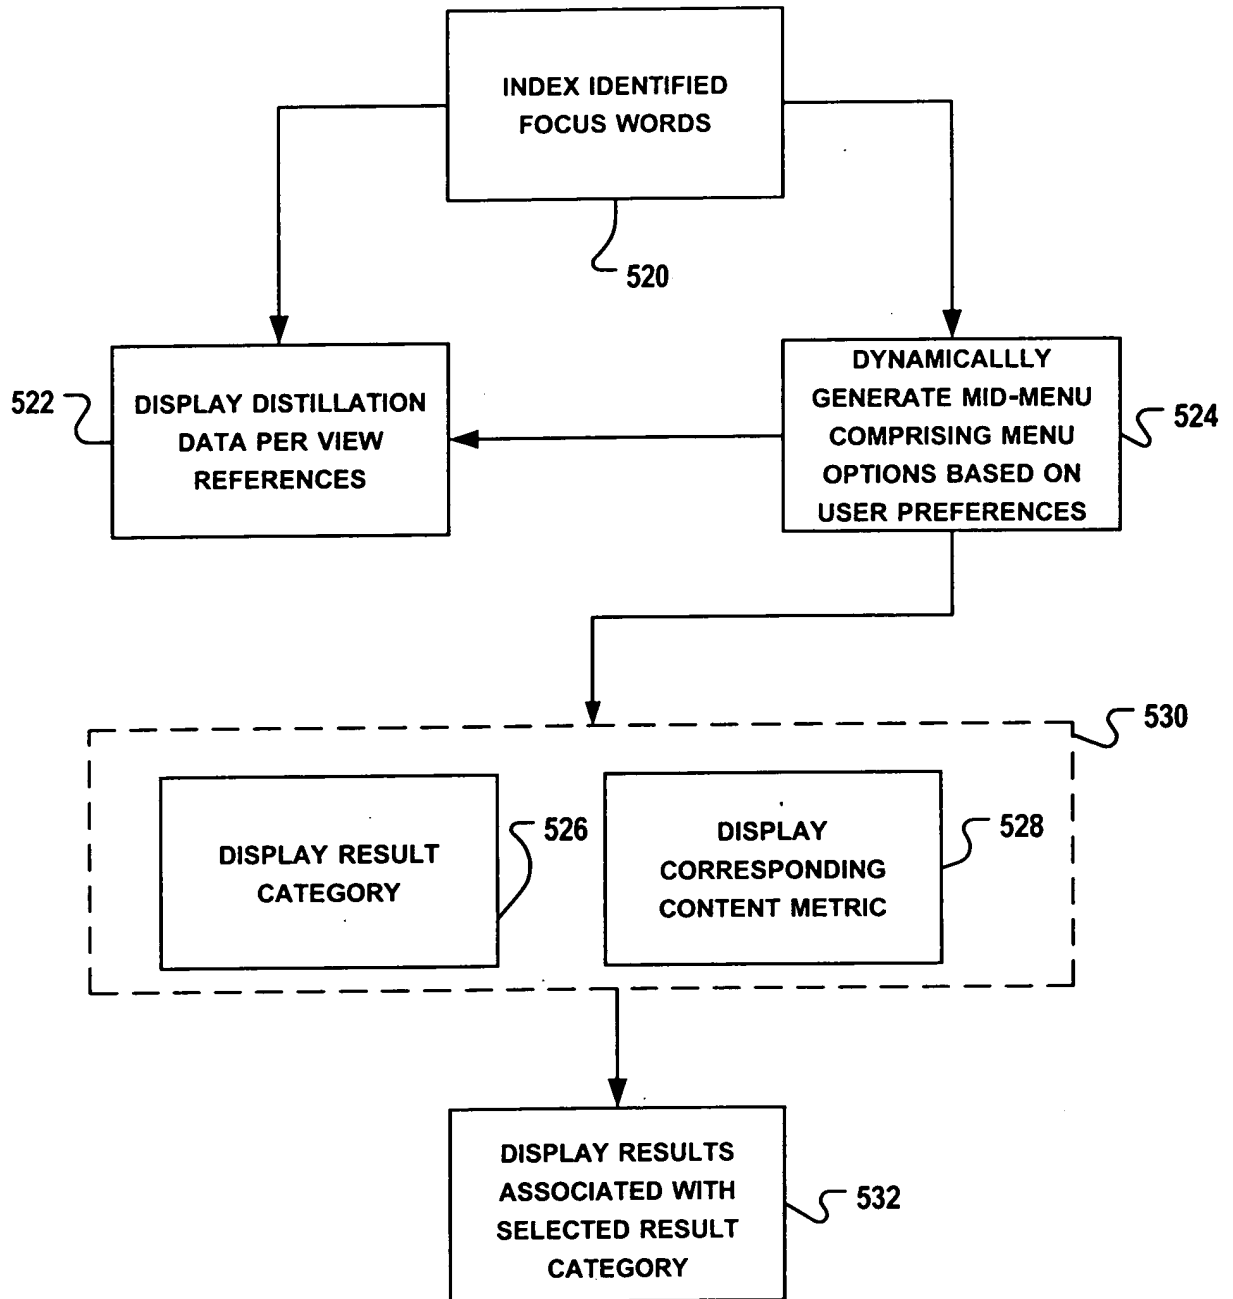 INDEX IDENTIFIED
FOCUS WORDS
520
522
DISPLAY DISTILLATION
DATA PER VIEW
REFERENCES
DYNAMICALLLY
GENERATE MID-MENU
COMPRISING MENU
OPTIONS BASED ON
USER PREFERENCES
524
530
DISPLAY RESULT
CATEGORY
526
DISPLAY
CORRESPONDING
CONTENT METRIC
528
DISPLAY RESULTS
ASSOCIATED WITH
SELECTED RESULT
CATEGORY
532